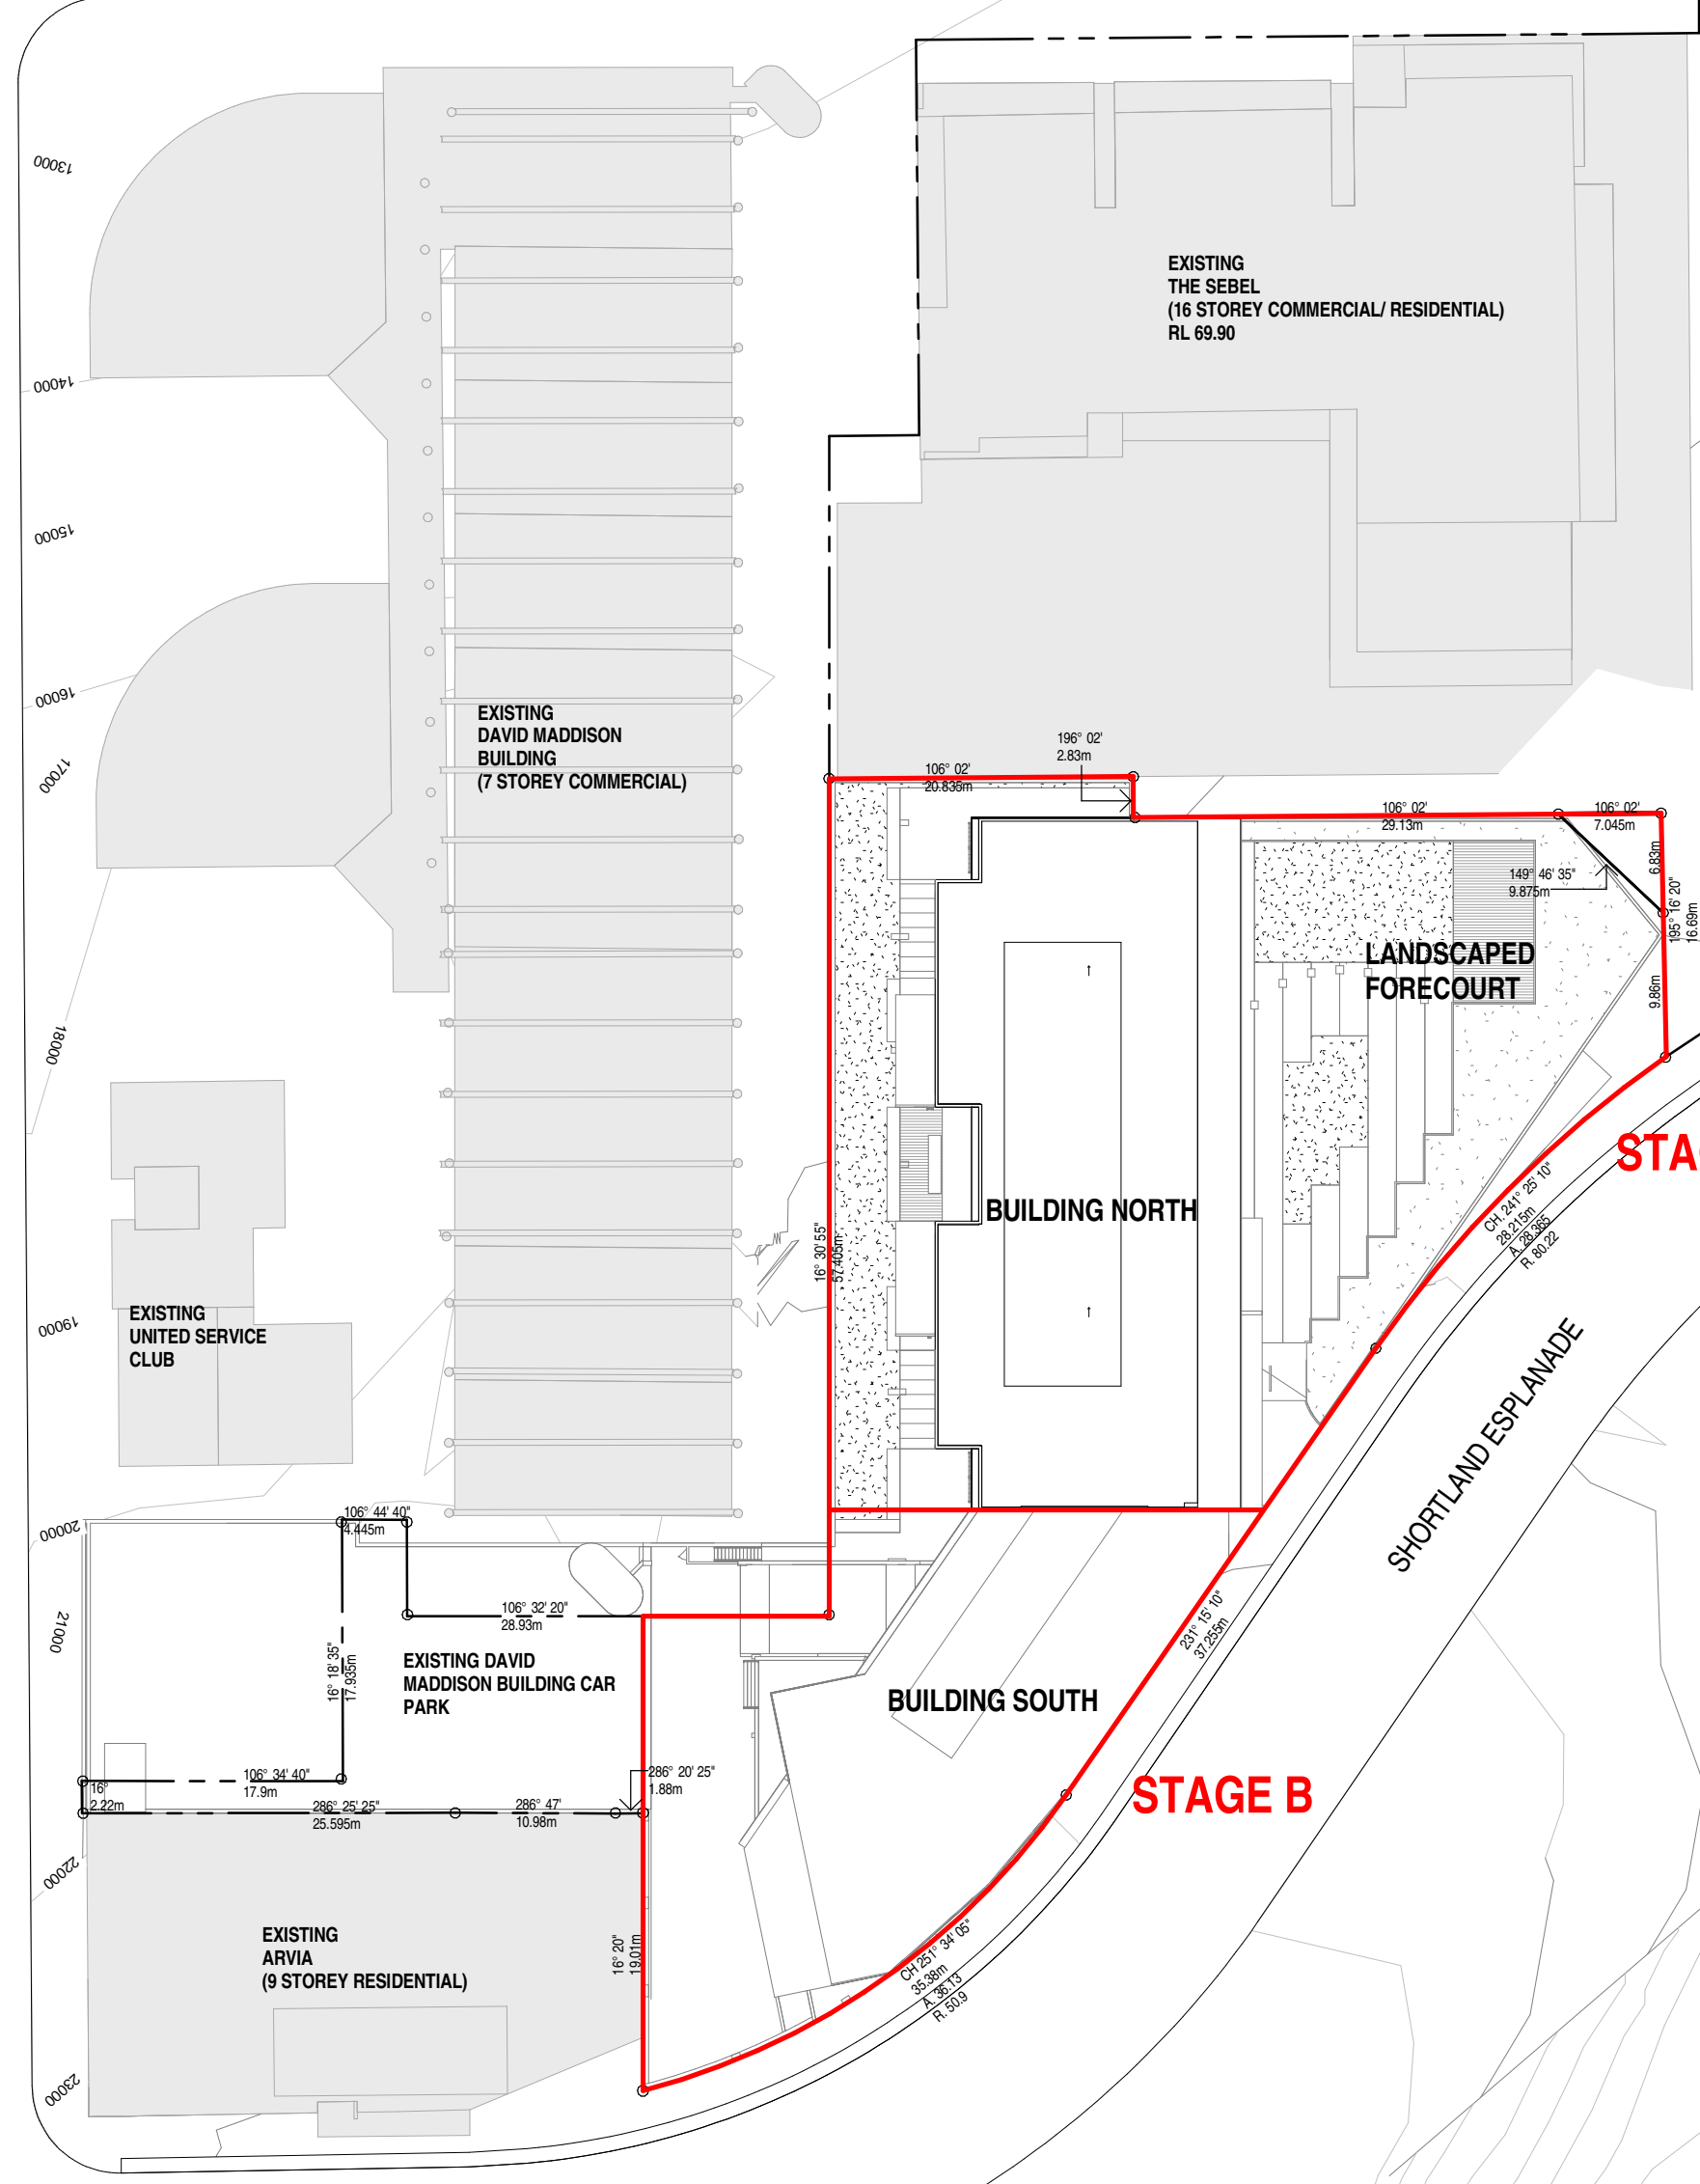 13000
14000
15000
16000
17000
18000
19000
20000
21000
22000
23000
EXISTING
THE SEBEL
(16 STOREY COMMERCIAL/ RESIDENTIAL)
RL 69.90
EXISTING
DAVID MADDISON
BUILDING
(7 STOREY COMMERCIAL)
196° 02'
2.83m
106° 02'
20.835m
106° 02'
29.13m
106° 02'
7.045m
6.83m
149° 46' 35"
9.875m
195° 16' 20"
16.69m
9.86m
LANDSCAPED
FORECOURT
STA
BUILDING NORTH
16° 30' 55"
57.405m
CH. 241° 25' 10"
28.215m
A. 28.365
R. 80.22
EXISTING
UNITED SERVICE
CLUB
SHORTLAND ESPLANADE
106° 44' 40"
4.445m
106° 32' 20"
28.93m
231° 15' 10"
37.255m
16° 18' 35"
17.935m
EXISTING DAVID
MADDISON BUILDING CAR
PARK
BUILDING SOUTH
STAGE B
106° 34' 40"
17.9m
16°
2.22m
286° 25' 25"
25.595m
286° 47'
10.98m
286° 20' 25"
1.88m
EXISTING
ARVIA
(9 STOREY RESIDENTIAL)
16° 20"
19.01m
CH 251° 34' 05"
35.38m
A. 36.13
R. 50.9